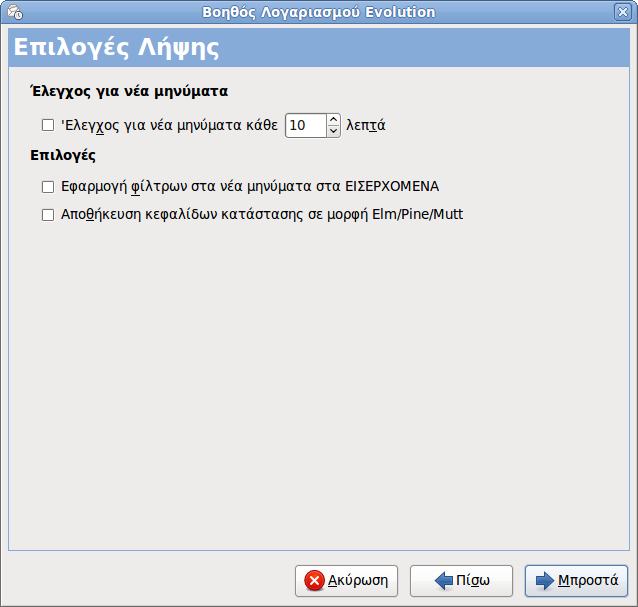 Βοηθός Λογαριασμού Evolution
Επιλογές Λήψης
Έλεγχος για νέα μηνύματα
'Ελεγχος για νέα μηνύματα κάθε 10 λεπτά
Επιλογές
Εφαρμογή φίλτρων στα νέα μηνύματα στα ΕΙΣΕΡΧΟΜΕΝΑ
Αποθήκευση κεφαλίδων κατάστασης σε μορφή Elm/Pine/Mutt
Ακύρωση Πίσω Μπροστά